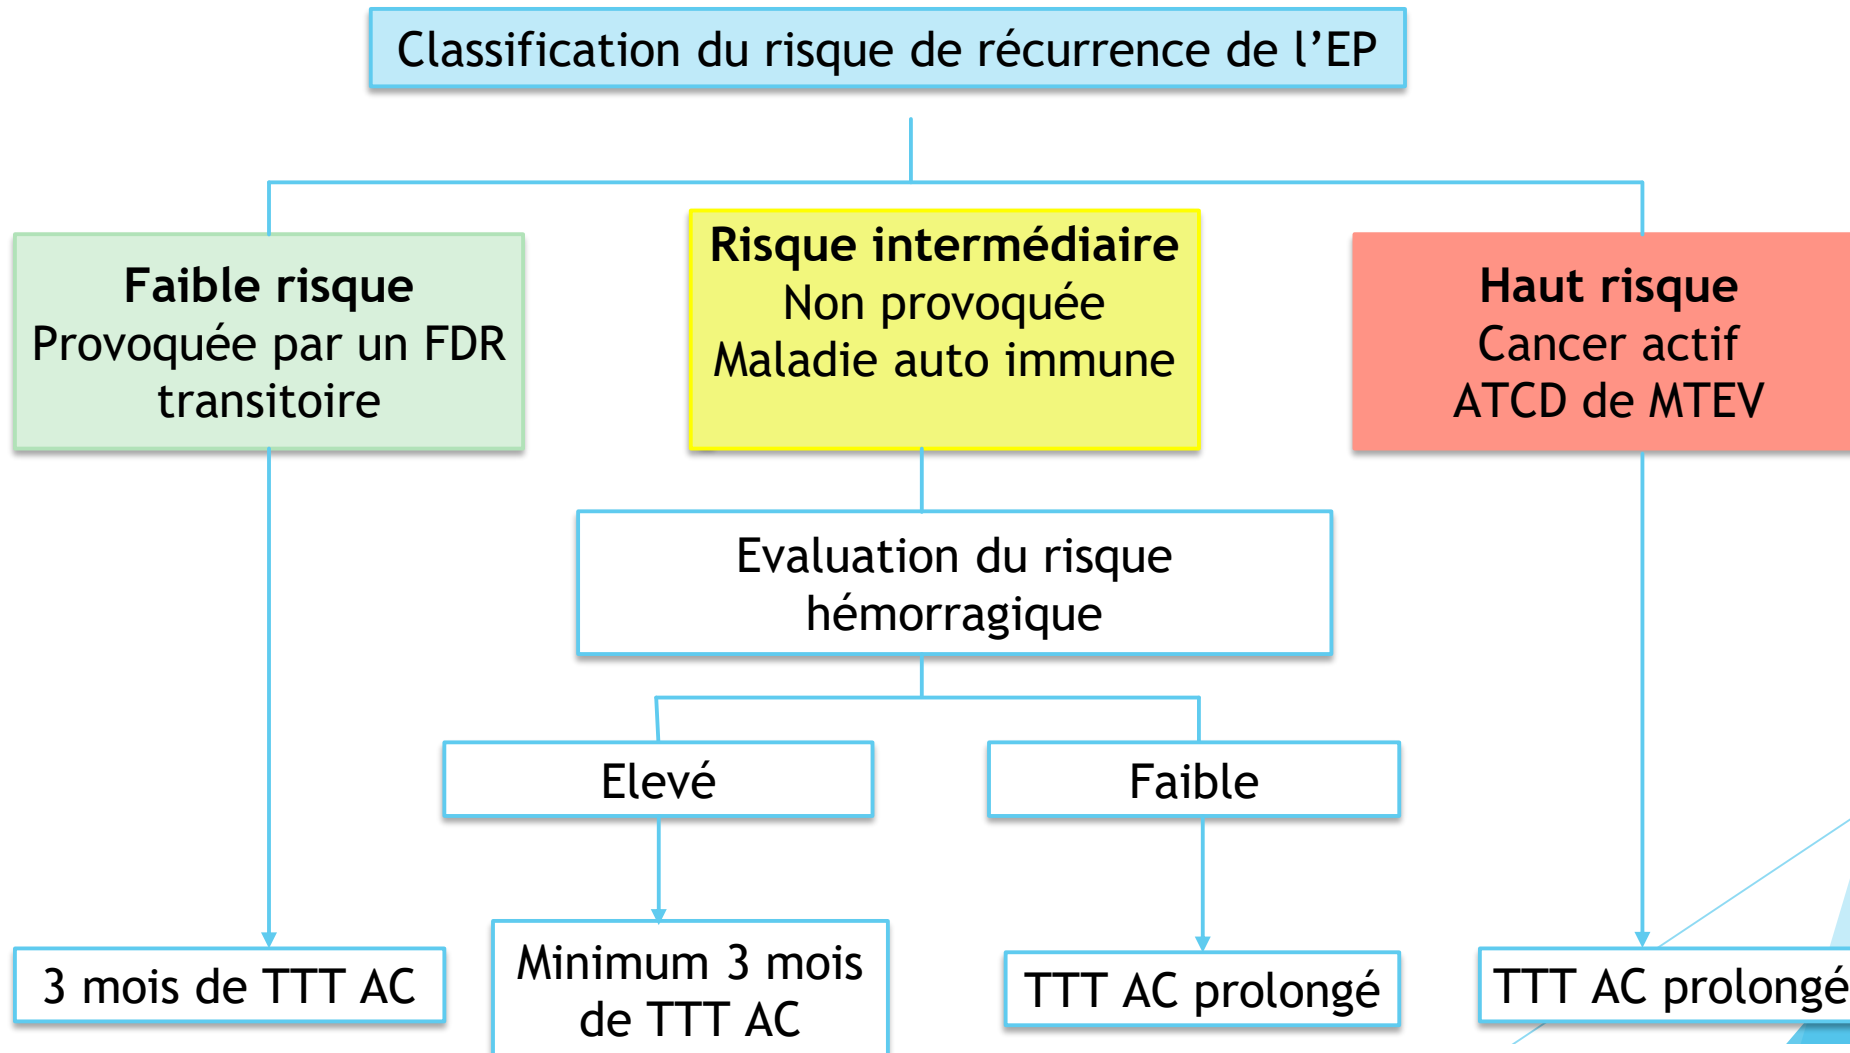 Classification du risque de récurrence de l’EP
Faible risque
Provoquée par un FDR
transitoire
Risque intermédiaire
Non provoquée
Maladie auto immune
Haut risque
Cancer actif
ATCD de MTEV
Evaluation du risque
hémorragique
Elevé
Faible
3 mois de TTT AC
Minimum 3 mois
de TTT AC
TTT AC prolongé
TTT AC prolongé